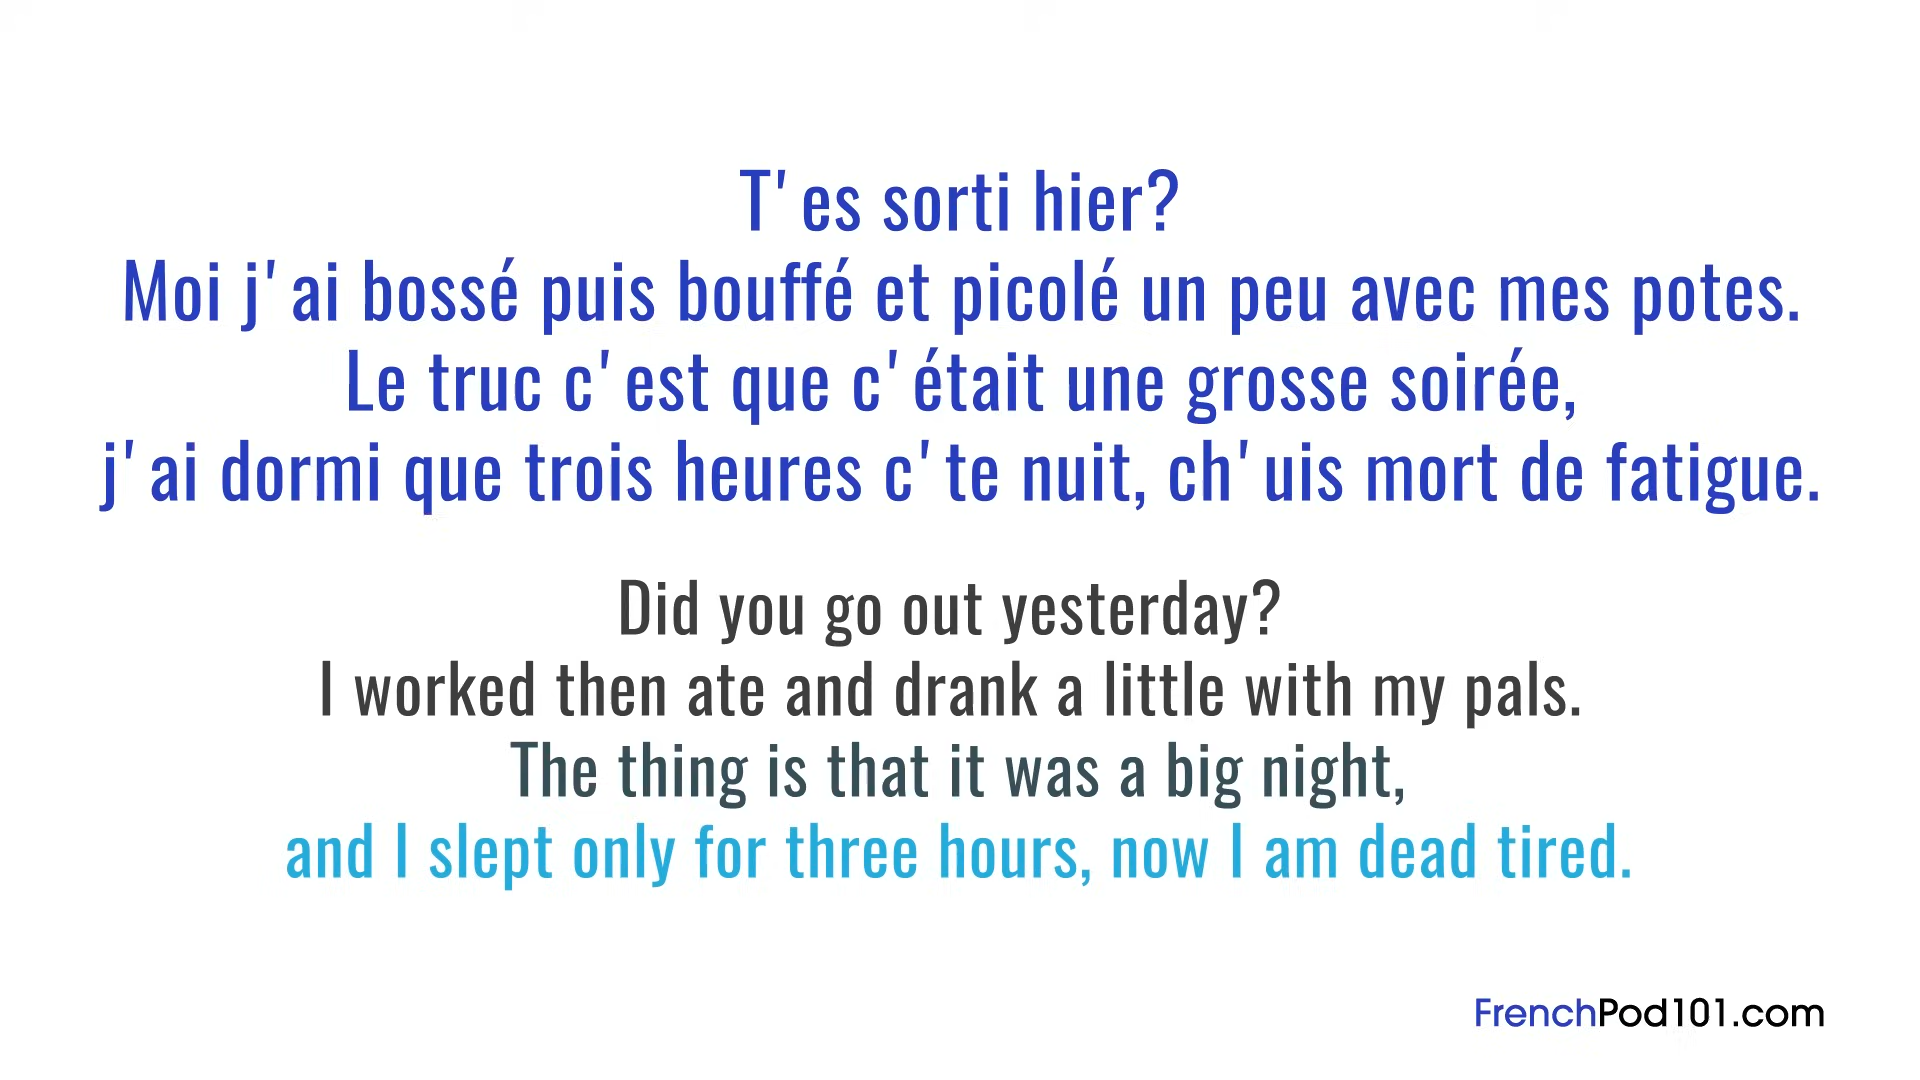 T'es sorti hier?
Moi j'ai bossé puis bouffé et picolé un peu avec mes potes.
Le truc c'est que c'était une grosse soirée,
j'ai dormi que trois heures c'te nuit, ch'uis mort de fatigue.
Did you go out yesterday?
I worked then ate and drank a little with my pals.
The thing is that it was a big night,
and I slept only for three hours, now I am dead tired.
FrenchPod101.com